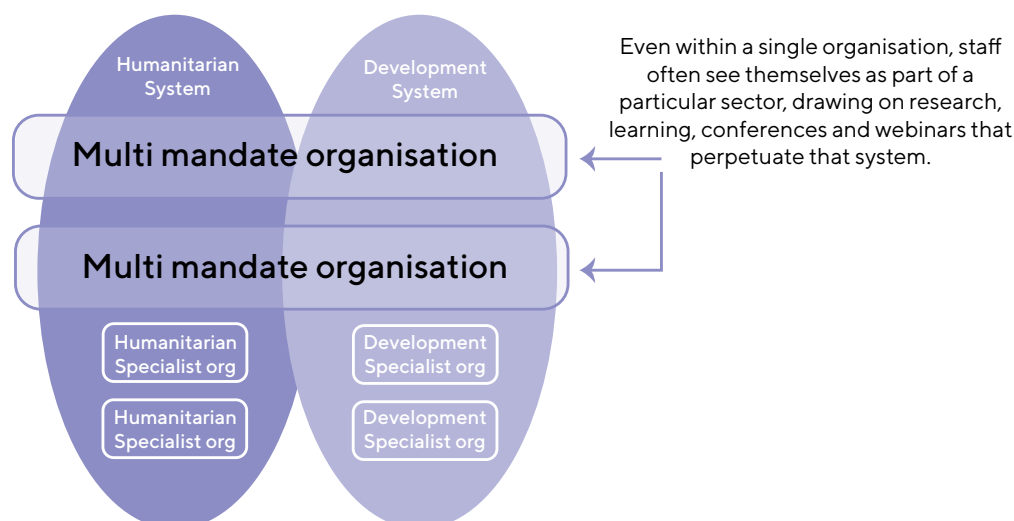 Humanitarian
System
Development
System
Even within a single organisation, staff
often see themselves as part of a
particular sector, drawing on research,
learning, conferences and webinars that
perpetuate that system.
Multi mandate organisation
Multi mandate organisation
Humanitarian
Specialist org
Development
Specialist org
Humanitarian
Specialist org
Development
Specialist org